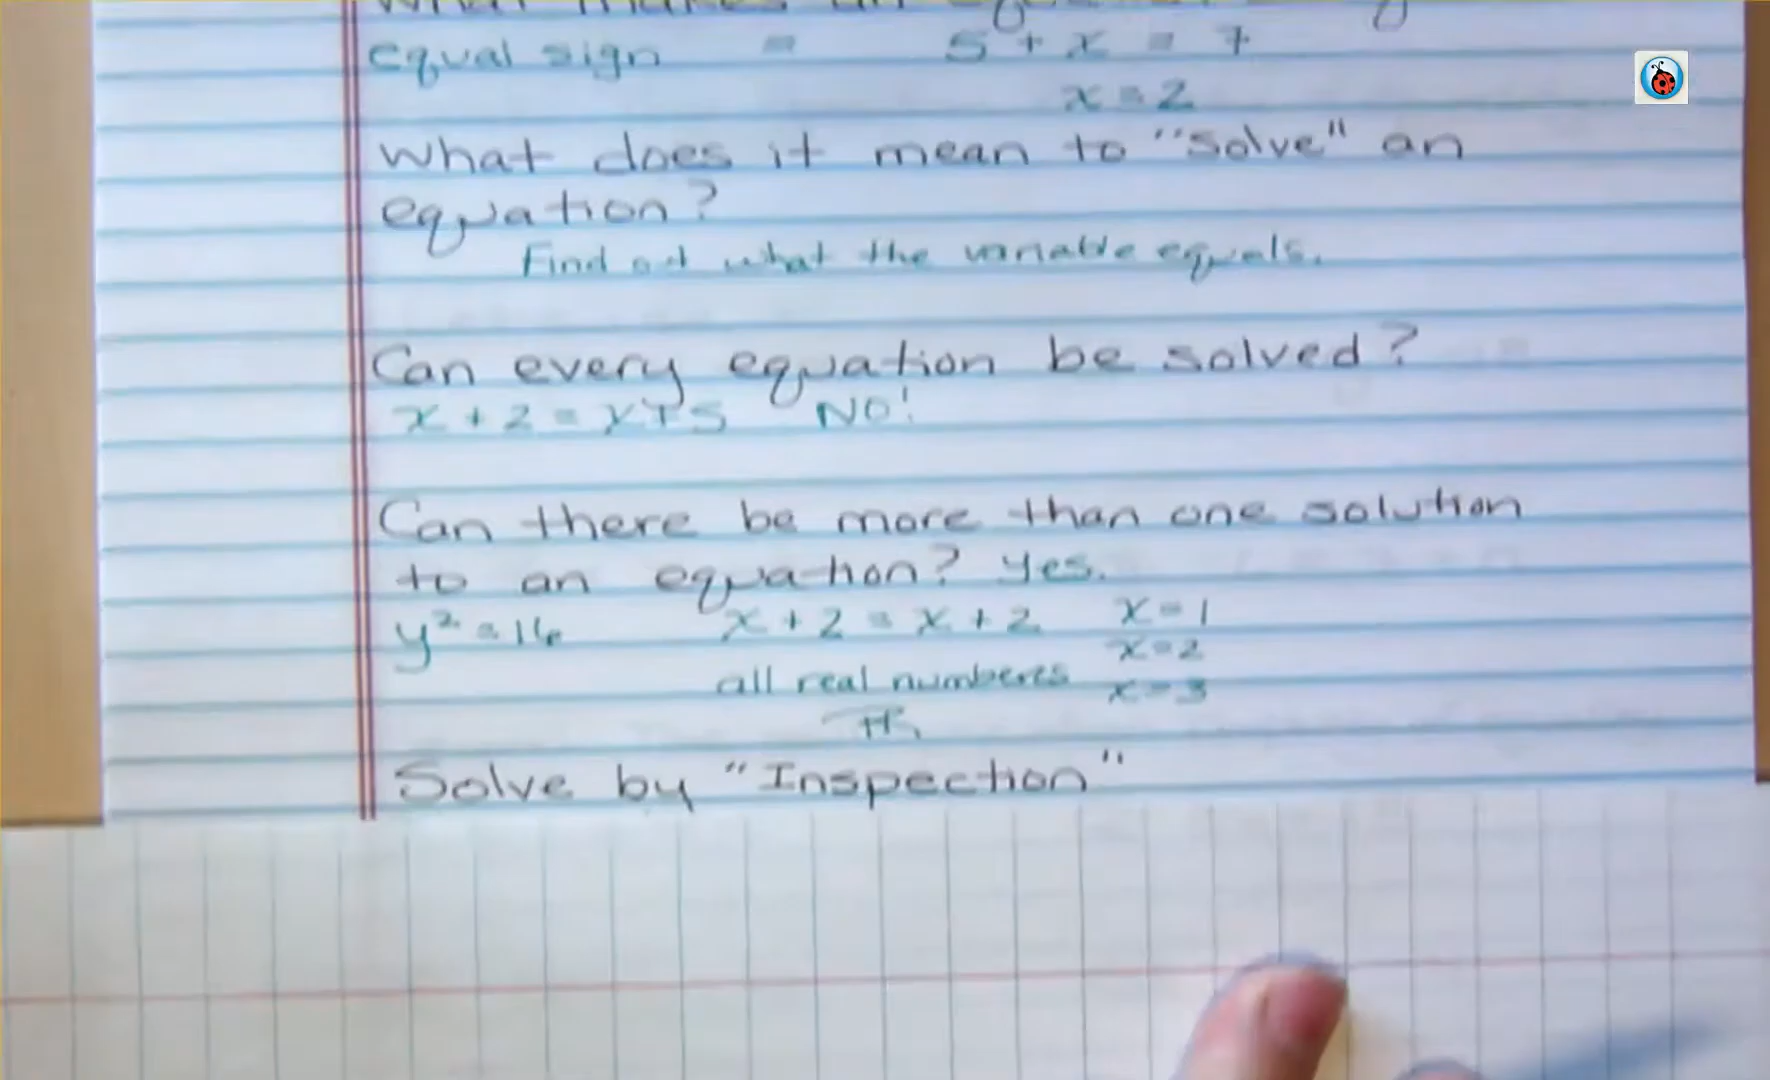 equal sign = 5 + x = 7
x = 2
What does it mean to "solve" an
equation?
Find out what the variable equals.
Can every equation be solved?
x + 2 = x + 5 NO!
Can there be more than one solution
to an equation? Yes.
y² = 16 x + 2 = x + 2 x = 1
x = 2
all real numberes x = 3
Solve by "Inspection"